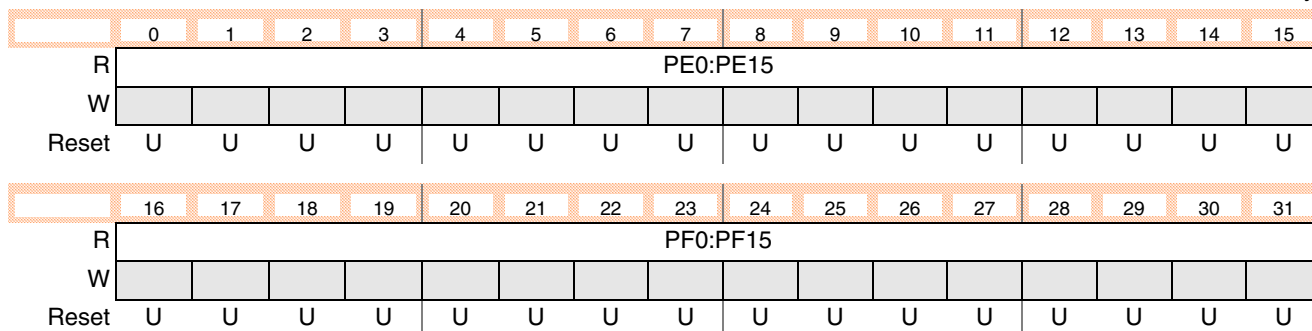 0 1 2 3 4 5 6 7 8 9 10 11 12 13 14 15
R PE0:PE15
W
Reset U U U U U U U U U U U U U U U U
16 17 18 19 20 21 22 23 24 25 26 27 28 29 30 31
R PF0:PF15
W
Reset U U U U U U U U U U U U U U U U